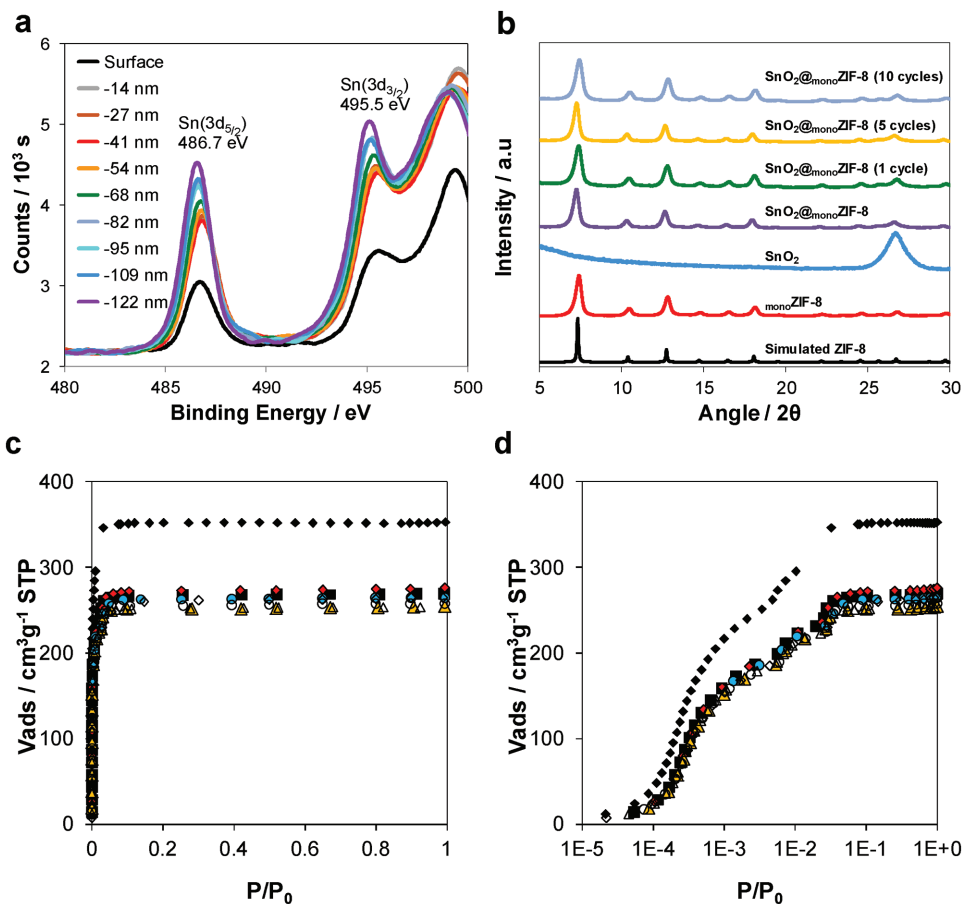 a
6
5
4
3
2
Counts / 10³ s
Surface
-14 nm
-27 nm
-41 nm
-54 nm
-68 nm
-82 nm
-95 nm
-109 nm
-122 nm
Sn(3d5/2)
486.7 eV
Sn(3d3/2)
495.5 eV
480 485 490 495 500
Binding Energy / eV
b
Intensity / a.u
SnO₂@monoZIF-8 (10 cycles)
SnO₂@monoZIF-8 (5 cycles)
SnO₂@monoZIF-8 (1 cycle)
SnO₂@monoZIF-8
SnO₂
monoZIF-8
Simulated ZIF-8
5 10 15 20 25 30
Angle / 2θ
c
400
300
200
100
0
Vads / cm³g⁻¹ STP
0 0.2 0.4 0.6 0.8 1
P/P₀
d
400
300
200
100
0
Vads / cm³g⁻¹ STP
1E-5 1E-4 1E-3 1E-2 1E-1 1E+0
P/P₀